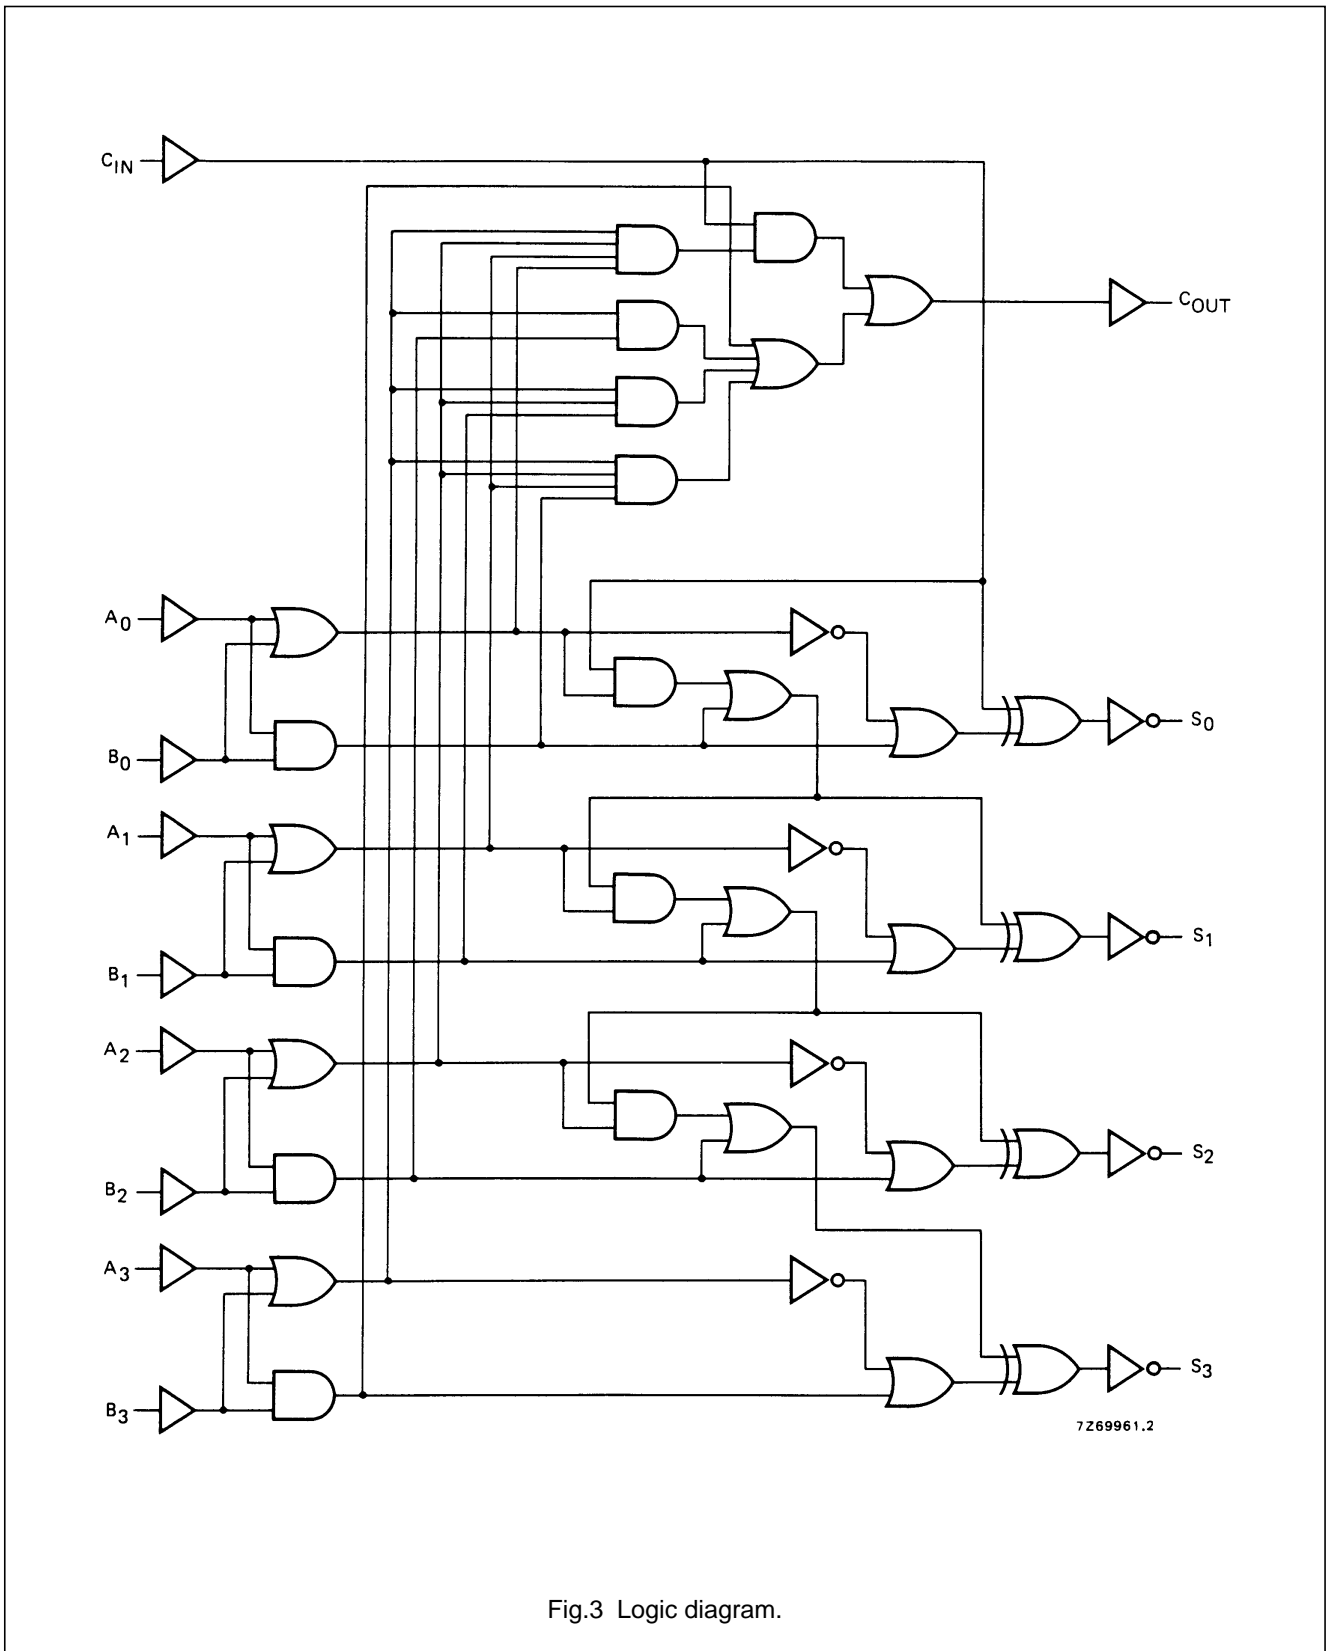 C_IN
C_OUT
A_0
S_0
B_0
A_1
S_1
B_1
A_2
S_2
B_2
A_3
S_3
B_3
7Z69961.2
Fig.3 Logic diagram.